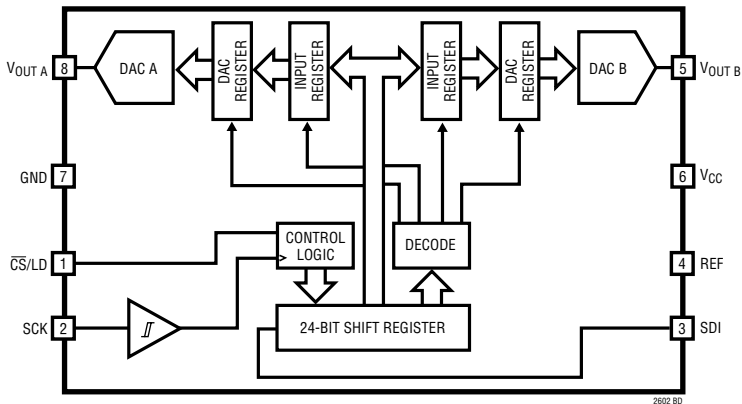 DAC A
DAC
REGISTER
INPUT
REGISTER
INPUT
REGISTER
DAC
REGISTER
DAC B
VOUT A
8
5
VOUT B
GND
7
6
VCC
CS/LD
1
CONTROL
LOGIC
DECODE
4
REF
SCK
2
24-BIT SHIFT REGISTER
3
SDI
2602 BD